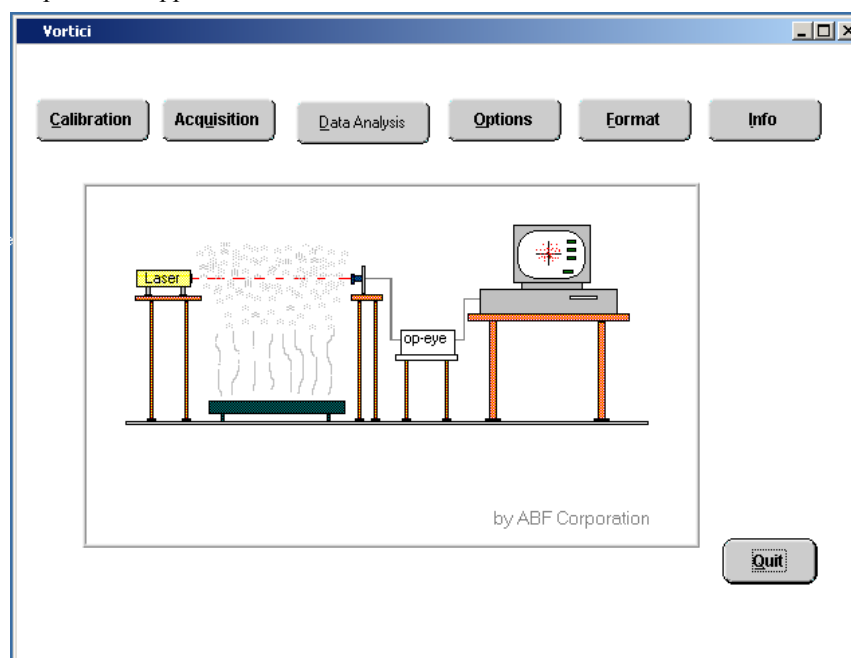 Vortici
Calibration Acquisition Data Analysis Options Format Info
Laser
op-eye
by ABF Corporation
Quit